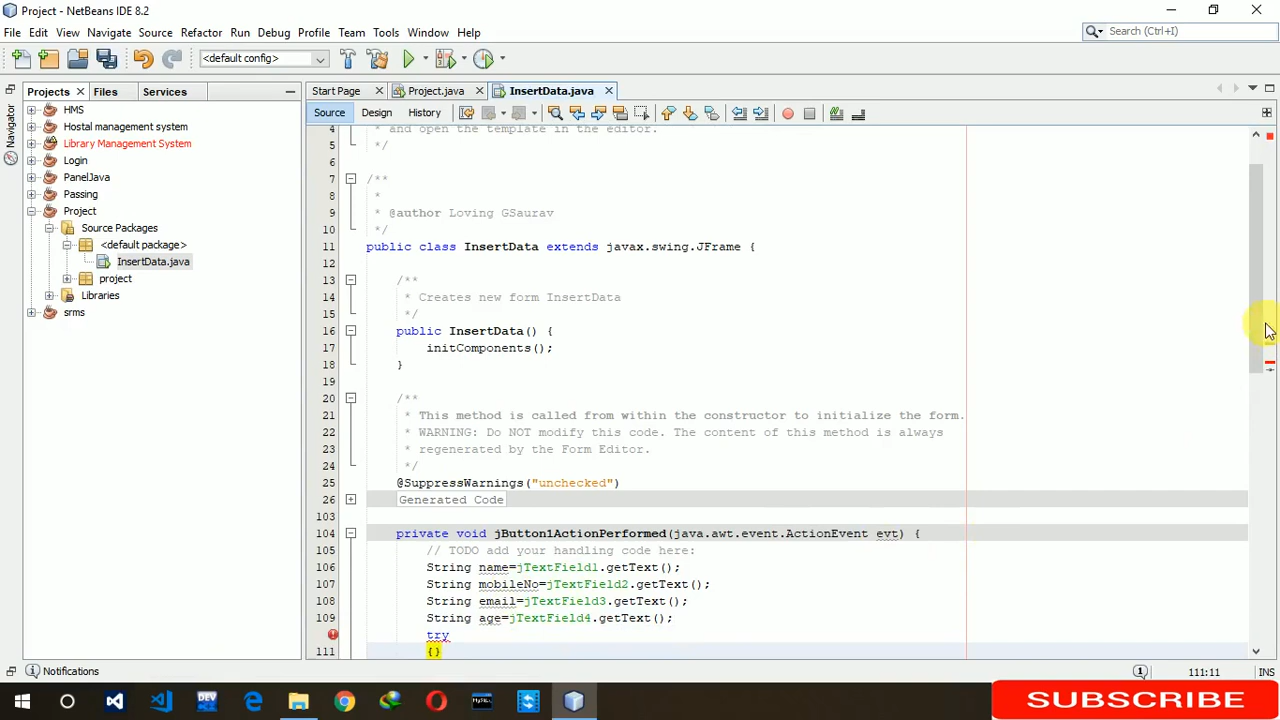 Project - NetBeans IDE 8.2
File Edit View Navigate Source Refactor Run Debug Profile Team Tools Window Help
Search (Ctrl+I)
<default config>
Projects Files Services
Start Page Project.java InsertData.java
Source Design History
Navigator
HMS
Hostal management system
Library Management System
Login
PanelJava
Passing
Project
Source Packages
<default package>
InsertData.java
project
Libraries
srms
4 * and open the template in the editor.
5 */
6
7 /**
8 *
9 * @author Loving GSaurav
10 */
11 public class InsertData extends javax.swing.JFrame {
12
13 /**
14 * Creates new form InsertData
15 */
16 public InsertData() {
17 initComponents();
18 }
19
20 /**
21 * This method is called from within the constructor to initialize the form.
22 * WARNING: Do NOT modify this code. The content of this method is always
23 * regenerated by the Form Editor.
24 */
25 @SuppressWarnings("unchecked")
26 Generated Code
103
104 private void jButton1ActionPerformed(java.awt.event.ActionEvent evt) {
105 // TODO add your handling code here:
106 String name=jTextField1.getText();
107 String mobileNo=jTextField2.getText();
108 String email=jTextField3.getText();
109 String age=jTextField4.getText();
try
111 {}
Notifications
1
111:11 INS
DEV
MySQL
SUBSCRIBE